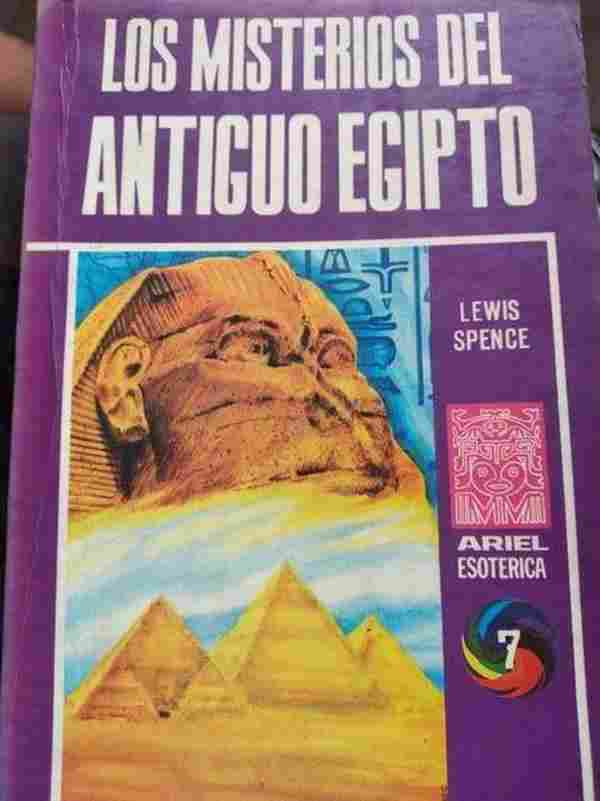 LOS MISTERIOS DEL
ANTIGUO EGIPTO
LEWIS
SPENCE
ARIEL
ESOTERICA
7